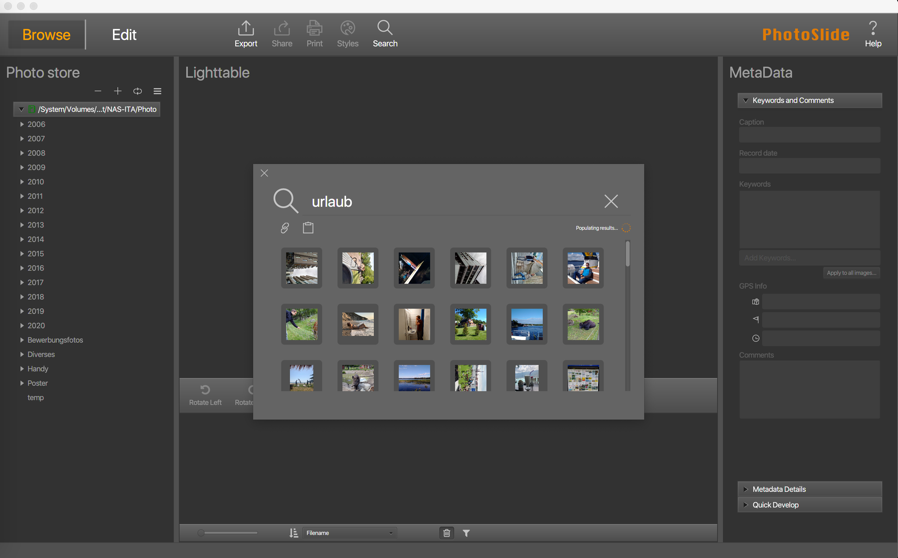 Browse
Edit
Export
Share
Print
Styles
Search
PhotoSlide
Help
Photo store
/System/Volumes/...t/NAS-ITA/Photo
2006
2007
2008
2009
2010
2011
2012
2013
2014
2015
2016
2017
2018
2019
2020
Bewerbungsfotos
Diverses
Handy
Poster
temp
Lighttable
urlaub
Populating results...
Rotate Left
Rotate
Filename
MetaData
Keywords and Comments
Caption
Record date
Keywords
Add Keywords...
Apply to all images...
GPS Info
Comments
Metadata Details
Quick Develop